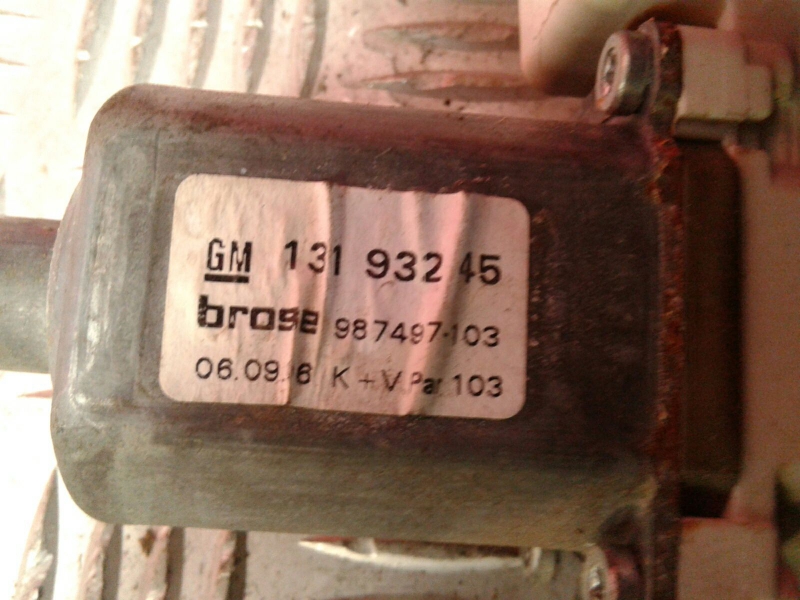 GM 131 932 45
brose 987497-103
06.09. 6 K + V Par 103